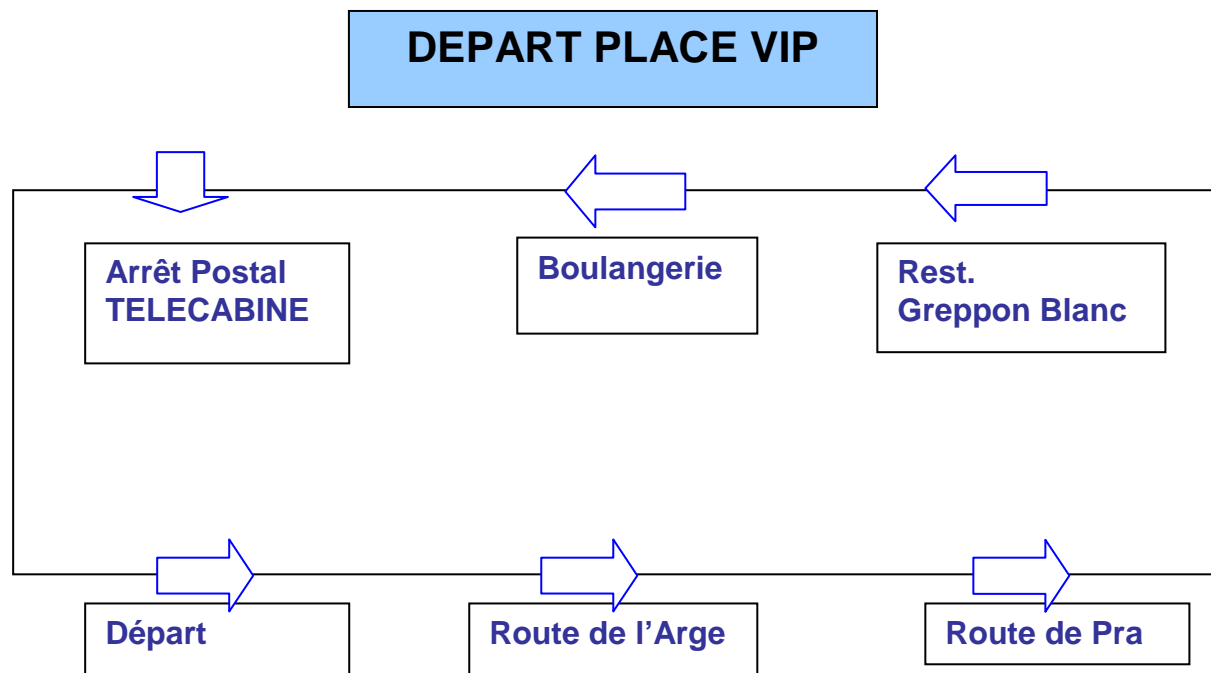 DEPART PLACE VIP
Arrêt Postal
TELECABINE
Boulangerie
Rest.
Greppon Blanc
Départ
Route de l’Arge
Route de Pra